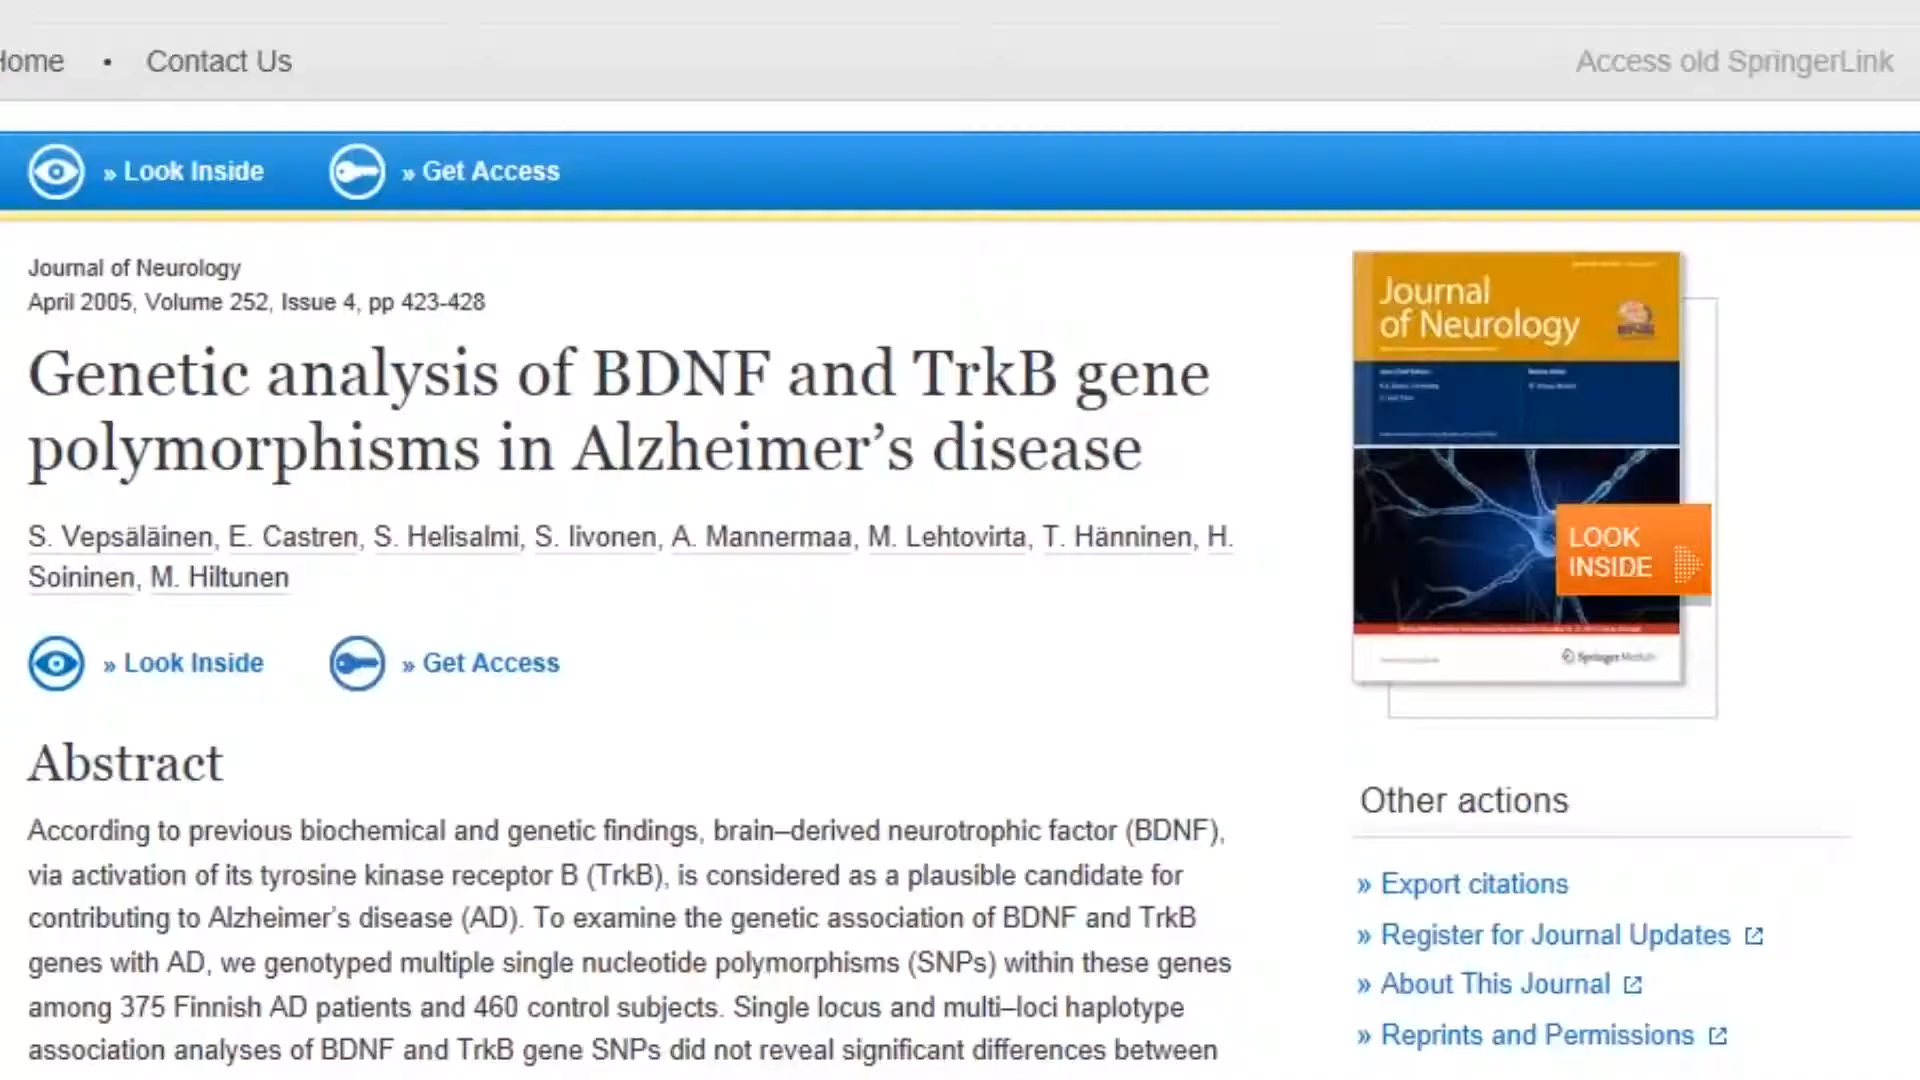 Home • Contact Us
Access old SpringerLink
» Look Inside
» Get Access
Journal of Neurology
April 2005, Volume 252, Issue 4, pp 423-428
Genetic analysis of BDNF and TrkB gene
polymorphisms in Alzheimer’s disease
S. Vepsäläinen, E. Castren, S. Helisalmi, S. Iivonen, A. Mannermaa, M. Lehtovirta, T. Hänninen, H.
Soininen, M. Hiltunen
» Look Inside
» Get Access
Abstract
According to previous biochemical and genetic findings, brain–derived neurotrophic factor (BDNF),
via activation of its tyrosine kinase receptor B (TrkB), is considered as a plausible candidate for
contributing to Alzheimer’s disease (AD). To examine the genetic association of BDNF and TrkB
genes with AD, we genotyped multiple single nucleotide polymorphisms (SNPs) within these genes
among 375 Finnish AD patients and 460 control subjects. Single locus and multi–loci haplotype
association analyses of BDNF and TrkB gene SNPs did not reveal significant differences between
Journal
of Neurology
LOOK
INSIDE
Springer
Other actions
» Export citations
» Register for Journal Updates
» About This Journal
» Reprints and Permissions